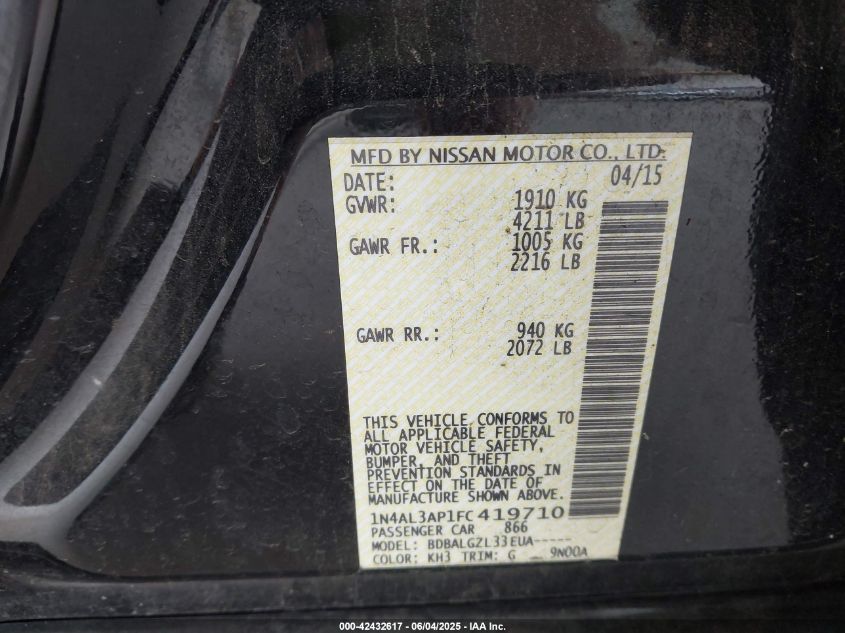 MFD BY NISSAN MOTOR CO., LTD.
DATE: 04/15
GVWR: 1910 KG
4211 LB
GAWR FR.: 1005 KG
2216 LB
GAWR RR.: 940 KG
2072 LB
THIS VEHICLE CONFORMS TO
ALL APPLICABLE FEDERAL
MOTOR VEHICLE SAFETY,
BUMPER, AND THEFT
PREVENTION STANDARDS IN
EFFECT ON THE DATE OF
MANUFACTURE SHOWN ABOVE.
1N4AL3AP1FC419710
PASSENGER CAR 866
MODEL: BDBALGZL33EUA-----
COLOR: KH3 TRIM: G 9N00A
000-42432617 - 06/04/2025 - IAA Inc.